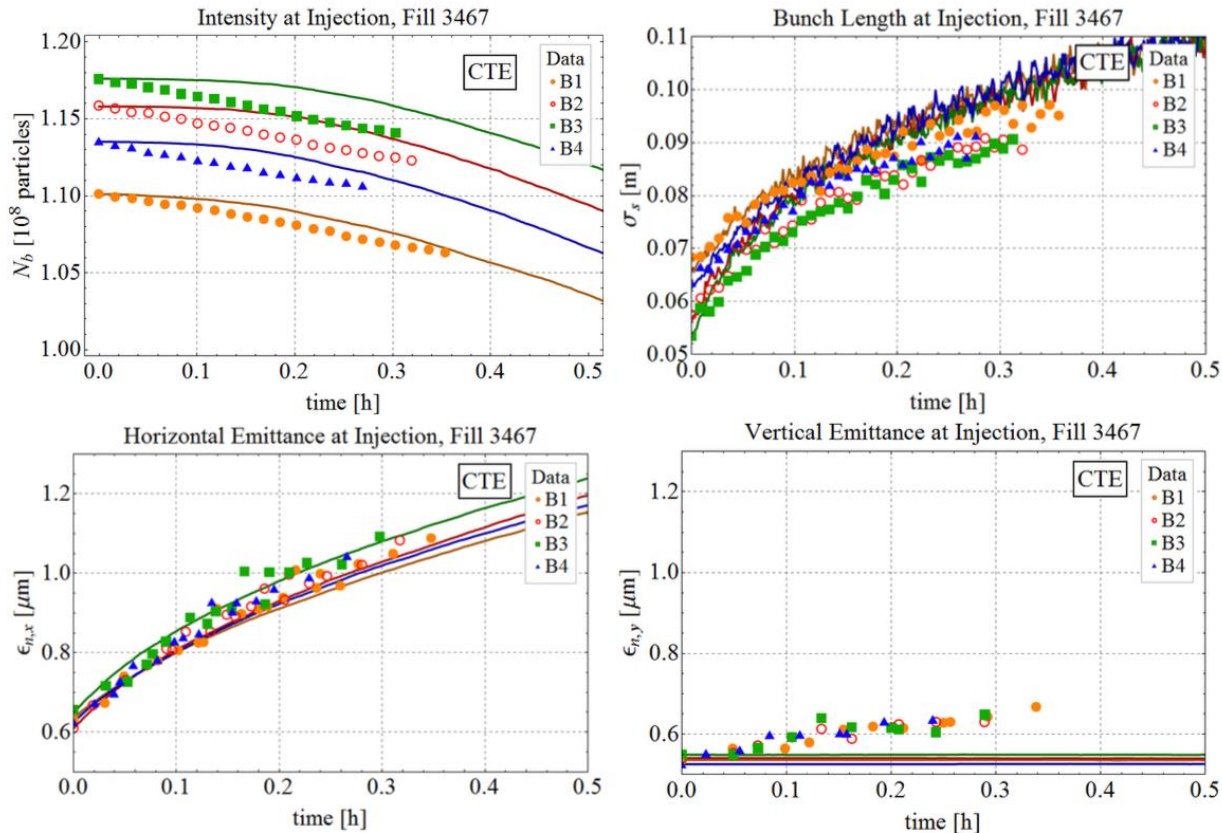 Intensity at Injection, Fill 3467
1.20
1.15
1.10
1.05
1.00
N_b [10^8 particles]
CTE
Data
B1
B2
B3
B4
0.0 0.1 0.2 0.3 0.4 0.5
time [h]
Bunch Length at Injection, Fill 3467
0.11
0.10
0.09
0.08
0.07
0.06
0.05
σ_s [m]
CTE
Data
B1
B2
B3
B4
0.0 0.1 0.2 0.3 0.4 0.5
time [h]
Horizontal Emittance at Injection, Fill 3467
1.2
1.0
0.8
0.6
ϵ_{n,x} [μm]
CTE
Data
B1
B2
B3
B4
0.0 0.1 0.2 0.3 0.4 0.5
time [h]
Vertical Emittance at Injection, Fill 3467
1.2
1.0
0.8
0.6
ϵ_{n,y} [μm]
CTE
Data
B1
B2
B3
B4
0.0 0.1 0.2 0.3 0.4 0.5
time [h]